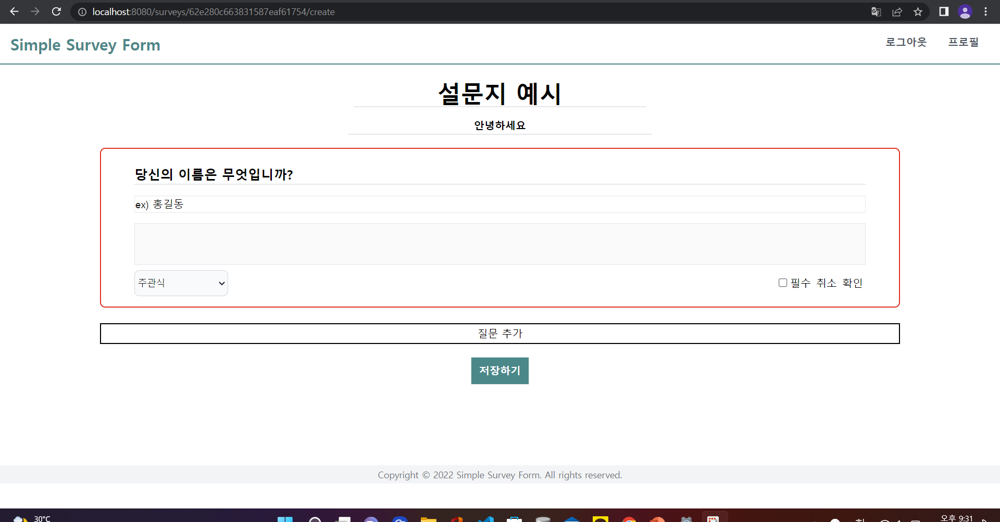 localhost:8080/surveys/62e280c663831587eaf61754/create
Simple Survey Form
로그아웃 프로필
설문지 예시
안녕하세요
당신의 이름은 무엇입니까?
ex) 홍길동
주관식
필수 취소 확인
질문 추가
저장하기
Copyright © 2022 Simple Survey Form. All rights reserved.
30°C
오후 9:31